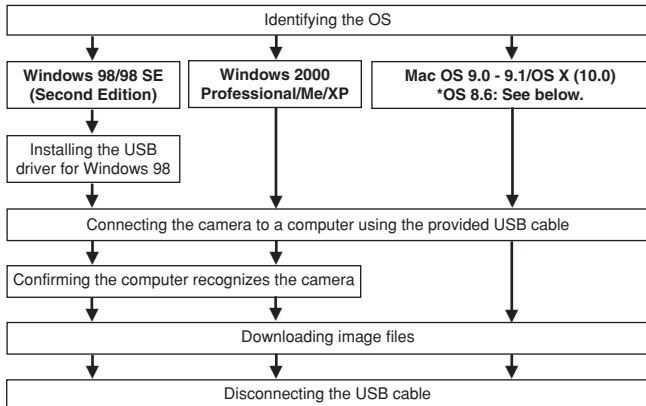 Identifying the OS
Windows 98/98 SE
(Second Edition)
Windows 2000
Professional/Me/XP
Mac OS 9.0 - 9.1/OS X (10.0)
*OS 8.6: See below.
Installing the USB
driver for Windows 98
Connecting the camera to a computer using the provided USB cable
Confirming the computer recognizes the camera
Downloading image files
Disconnecting the USB cable